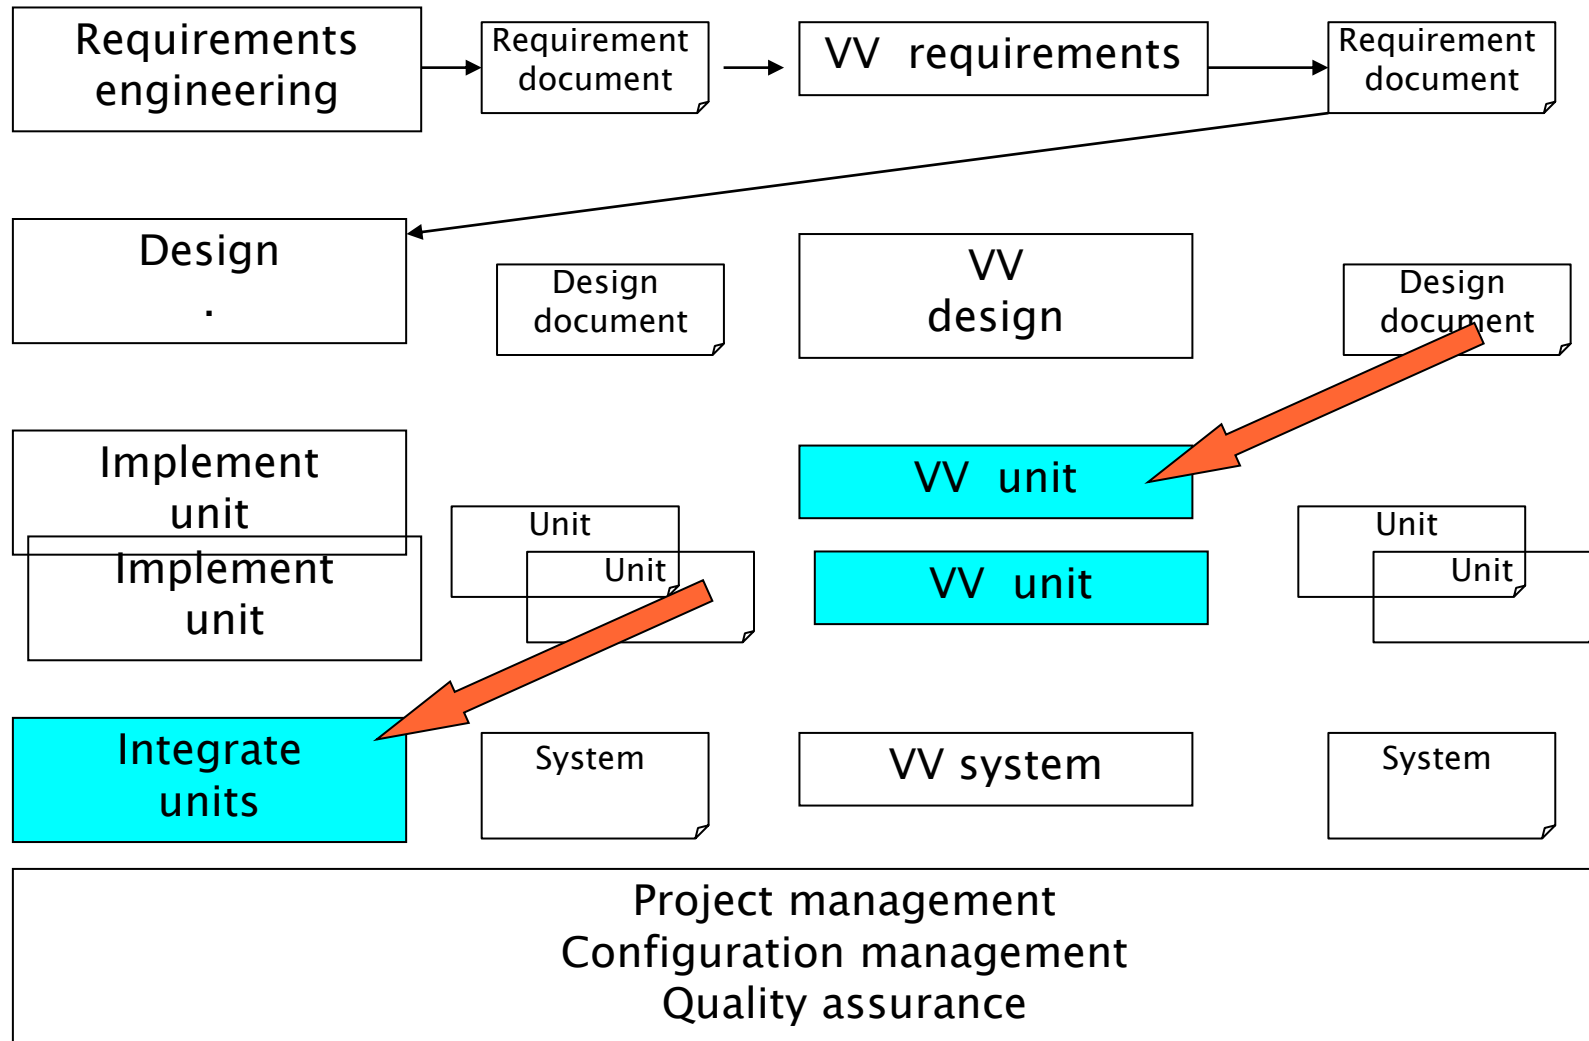 Requirements
engineering
Requirement
document
VV requirements
Requirement
document
Design
.
Design
document
VV
design
Design
document
Implement
unit
Implement
unit
Unit
Unit
VV unit
VV unit
Unit
Unit
Integrate
units
System
VV system
System
Project management
Configuration management
Quality assurance